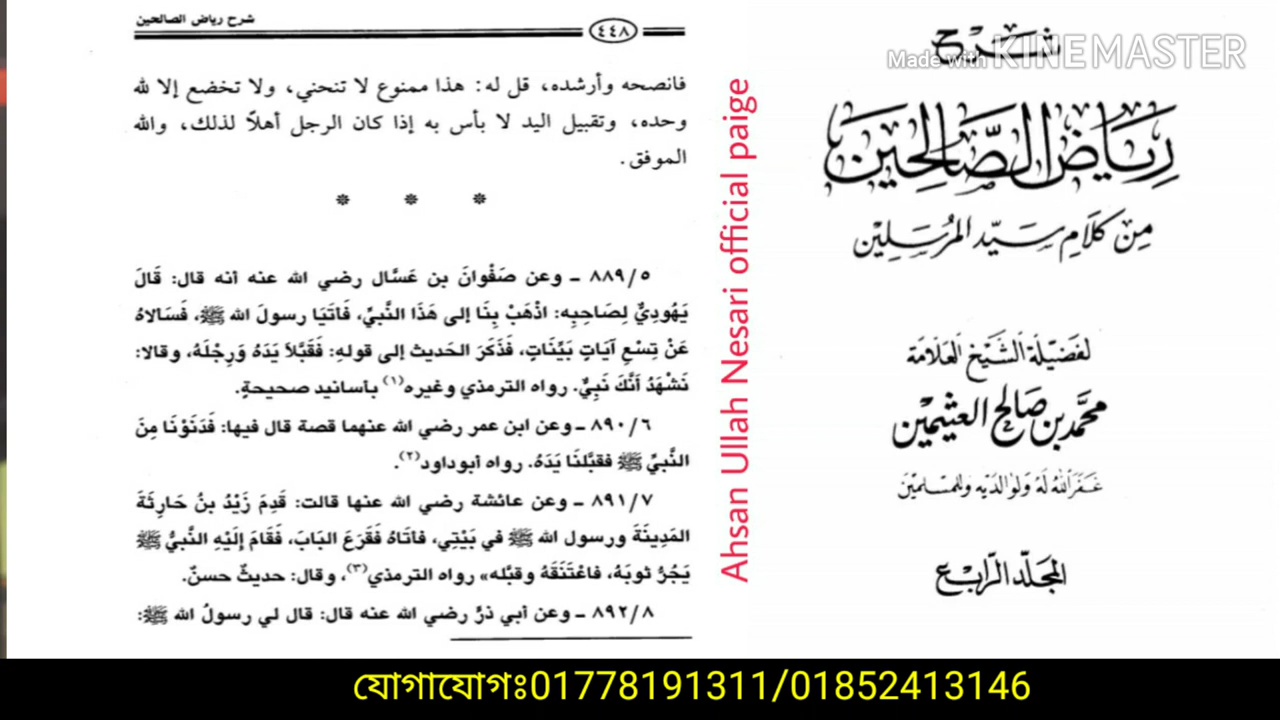 شرح رياض الصالحين
٤٤٨
فانصحه وأرشده، قل له: هذا ممنوع لا تنحني، ولا تخضع إلا لله
وحده، وتقبيل اليد لا بأس به إذا كان الرجل أهلاً لذلك، والله
الموفق.
* * *
٨٨٩/٥ ـ وعن صَفْوانَ بن عَسَّال رضي الله عنه أنه قال: قَالَ
يَهُودِيٌّ لِصَاحِبِه: اذْهَبْ بِنَا إلى هَذَا النَّبيِّ، فَأَتَيَا رسولَ الله ﷺ، فَسَالاهُ
عَنْ تِسْعِ آيَاتٍ بَيِّنَاتٍ، فَذَكَرَ الحَديث إلى قولهِ: فَقَبَّلاَ يَدَهُ وَرِجْلَهُ، وقالا:
نَشْهَدُ أنَّكَ نَبِيٌّ. رواه الترمذي وغيره(١) بأسانيد صحيحةٍ.
٨٩٠/٦ ـ وعن ابن عمر رضي الله عنهما قصة قال فيها: فَدَنَوْنَا مِنَ
النَّبيِّ ﷺ فقبَّلنَا يَدَهُ. رواه أبوداود(٢).
٨٩١/٧ ـ وعن عائشة رضي الله عنها قالت: قَدِمَ زَيْدُ بنُ حَارِثَةَ
المَدِينَةَ ورسول الله ﷺ في بَيْتِي، فأتَاهُ فَقَرَعَ البَابَ، فَقَامَ إلَيْهِ النَّبيُّ ﷺ
يَجُرُّ ثوبَهُ، فاعْتَنَقَهُ وقبَّله» رواه الترمذي(٣)، وقال: حديثٌ حسنٌ.
٨٩٢/٨ ـ وعن أبي ذرٍّ رضي الله عنه قال: قال لي رسولُ الله ﷺ:
Ahsan Ullah Nesari official paige
شرح
Made with KINEMASTER
رياض الصالحين
من كلام سيد المرسلين
لفضيلة الشيخ العلامة
محمد بن صالح العثيمين
غفر الله له ولوالديه وللمسلمين
المجلد الرابع
যোগাযোগঃ01778191311/01852413146